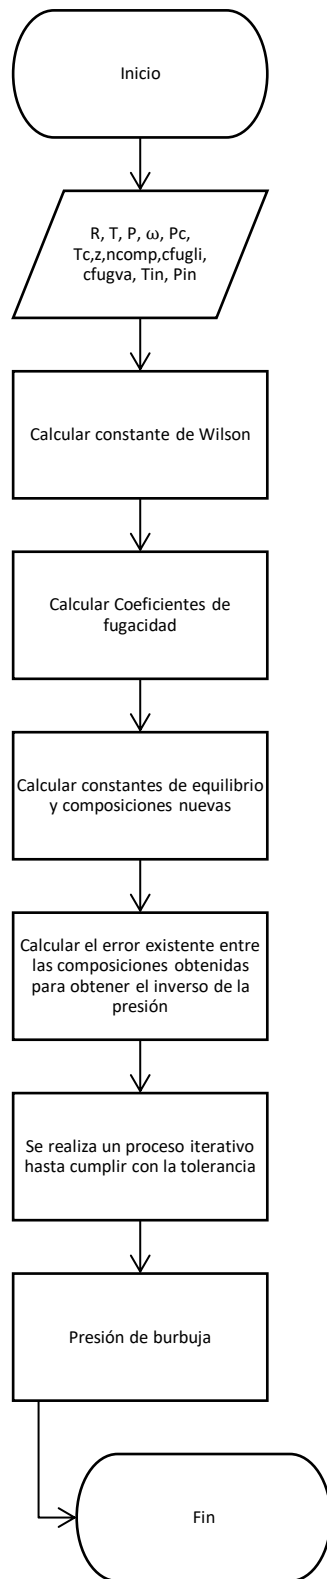 Inicio
R, T, P, ω, Pc,
Tc,z,ncomp,cfugli,
cfugva, Tin, Pin
Calcular constante de Wilson
Calcular Coeficientes de
fugacidad
Calcular constantes de equilibrio
y composiciones nuevas
Calcular el error existente entre
las composiciones obtenidas
para obtener el inverso de la
presión
Se realiza un proceso iterativo
hasta cumplir con la tolerancia
Presión de burbuja
Fin